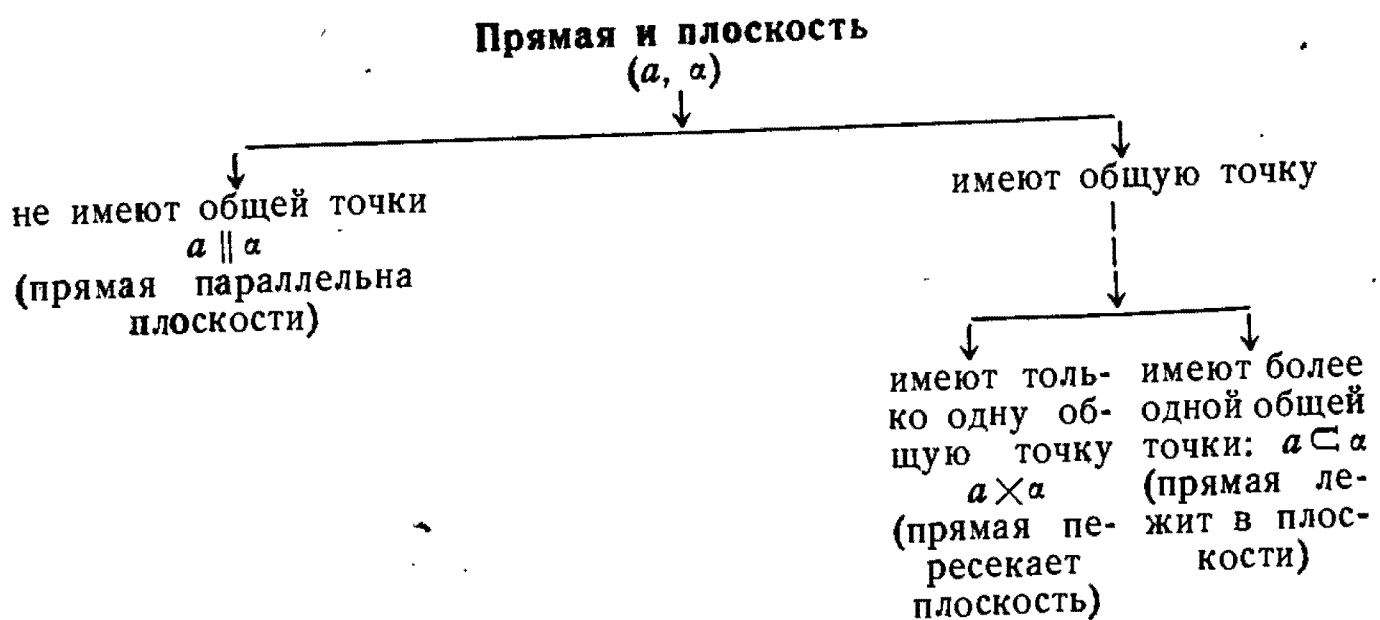 Прямая и плоскость
(a, α)
не имеют общей точки
a ∥ α
(прямая параллельна
плоскости)
имеют общую точку
имеют толь-
ко одну об-
щую точку
a × α
(прямая пе-
ресекает
плоскость)
имеют более
одной общей
точки: a ⊂ α
(прямая ле-
жит в плос-
кости)